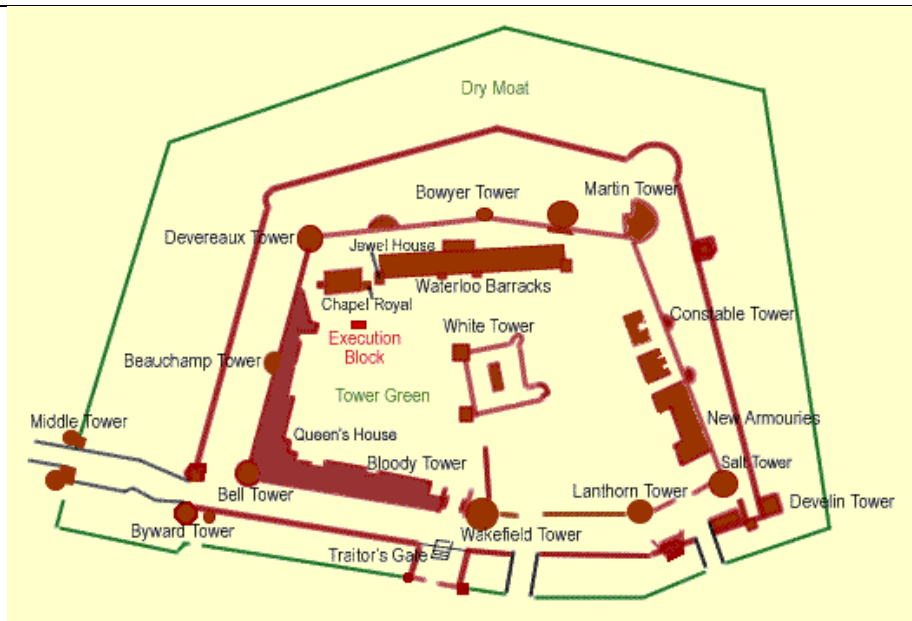 Dry Moat
Bowyer Tower
Martin Tower
Devereaux Tower
Jewel House
Waterloo Barracks
Chapel Royal
Constable Tower
White Tower
Execution
Block
Beauchamp Tower
Tower Green
Middle Tower
New Armouries
Queen's House
Bloody Tower
Salt Tower
Bell Tower
Lanthorn Tower
Develin Tower
Byward Tower
Wakefield Tower
Traitor's Gate